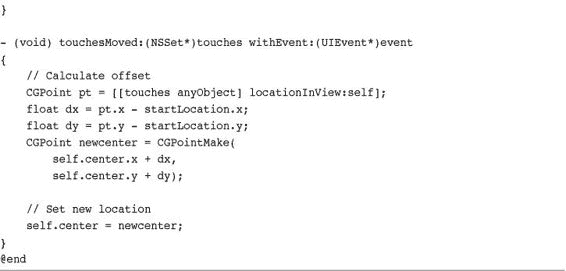 }
- (void) touchesMoved:(NSSet*)touches withEvent:(UIEvent*)event
{
// Calculate offset
CGPoint pt = [[touches anyObject] locationInView:self];
float dx = pt.x - startLocation.x;
float dy = pt.y - startLocation.y;
CGPoint newcenter = CGPointMake(
self.center.x + dx,
self.center.y + dy);
// Set new location
self.center = newcenter;
}
@end